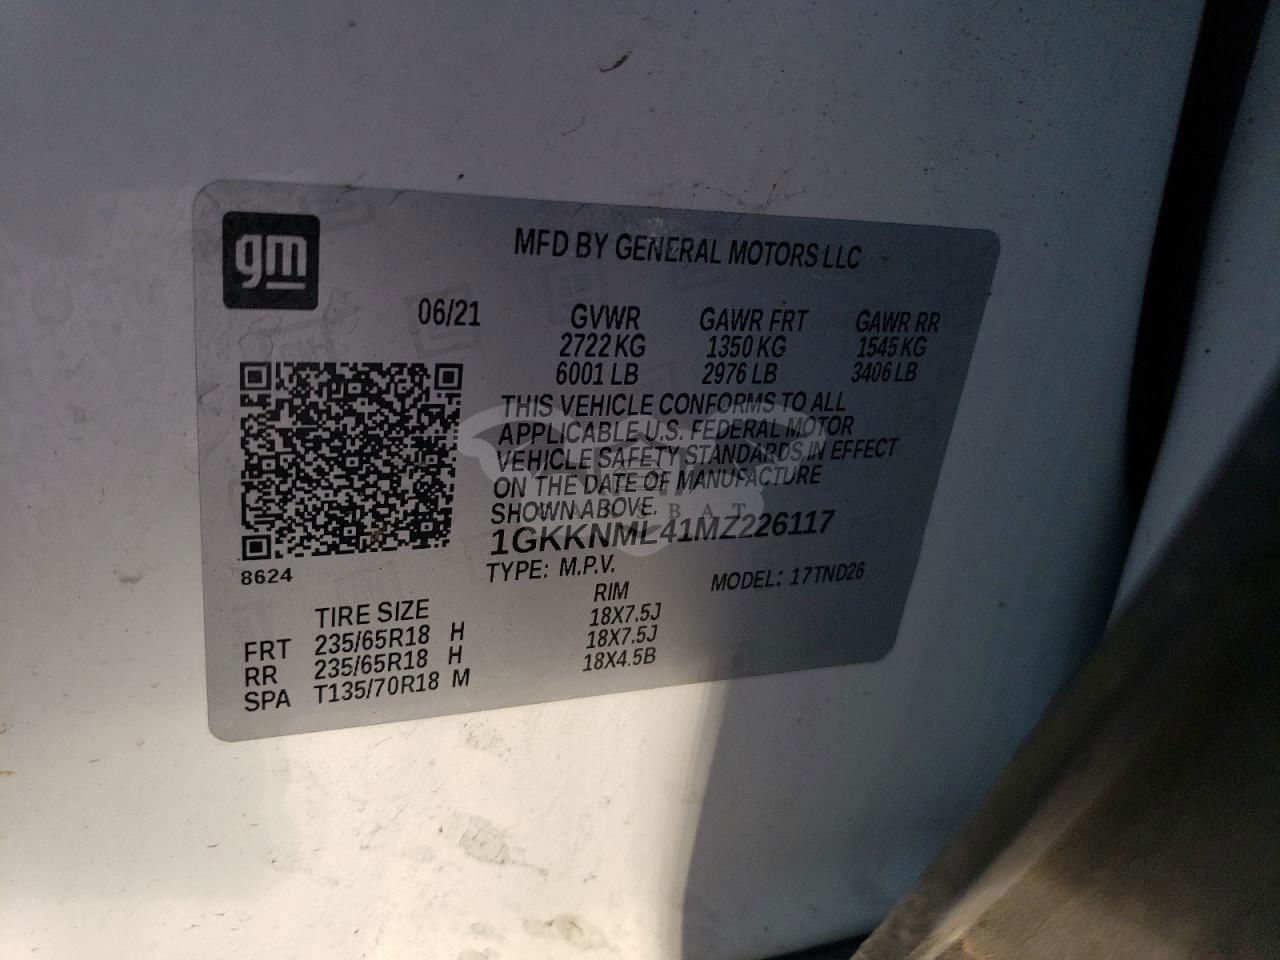 gm
MFD BY GENERAL MOTORS LLC
06/21 GVWR GAWR FRT GAWR RR
2722 KG 1350 KG 1545 KG
6001 LB 2976 LB 3406 LB
THIS VEHICLE CONFORMS TO ALL
APPLICABLE U.S. FEDERAL MOTOR
VEHICLE SAFETY STANDARDS IN EFFECT
ON THE DATE OF MANUFACTURE
SHOWN ABOVE.
1GKKNML41MZ226117
8624
TYPE: M.P.V. MODEL: 17TND26
TIRE SIZE RIM
FRT 235/65R18 H 18X7.5J
RR 235/65R18 H 18X7.5J
SPA T135/70R18 M 18X4.5B